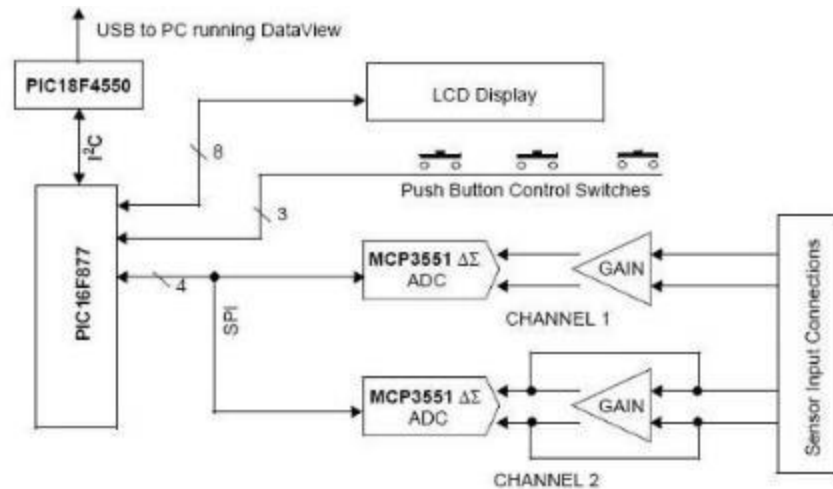 USB to PC running DataView
PIC18F4550
LCD Display
I²C
8
Push Button Control Switches
3
PIC16F877
4
SPI
MCP3551 ΔΣ
ADC
GAIN
CHANNEL 1
MCP3551 ΔΣ
ADC
GAIN
CHANNEL 2
Sensor Input Connections